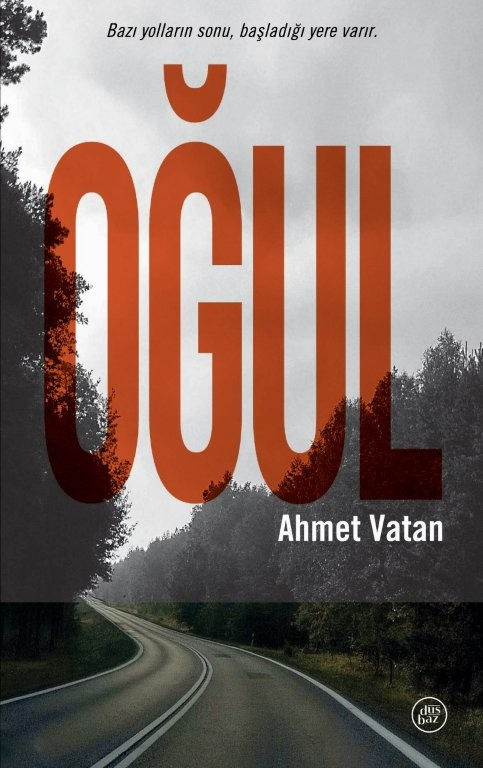 Bazı yolların sonu, başladığı yere varır.
OĞUL
Ahmet Vatan
düş
baz